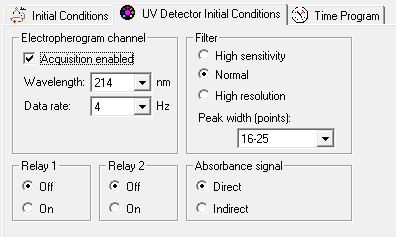 Initial Conditions
UV Detector Initial Conditions
Time Program
Electropherogram channel
Acquisition enabled
Wavelength: 214 nm
Data rate: 4 Hz
Filter
High sensitivity
Normal
High resolution
Peak width (points):
16-25
Relay 1
Off
On
Relay 2
Off
On
Absorbance signal
Direct
Indirect